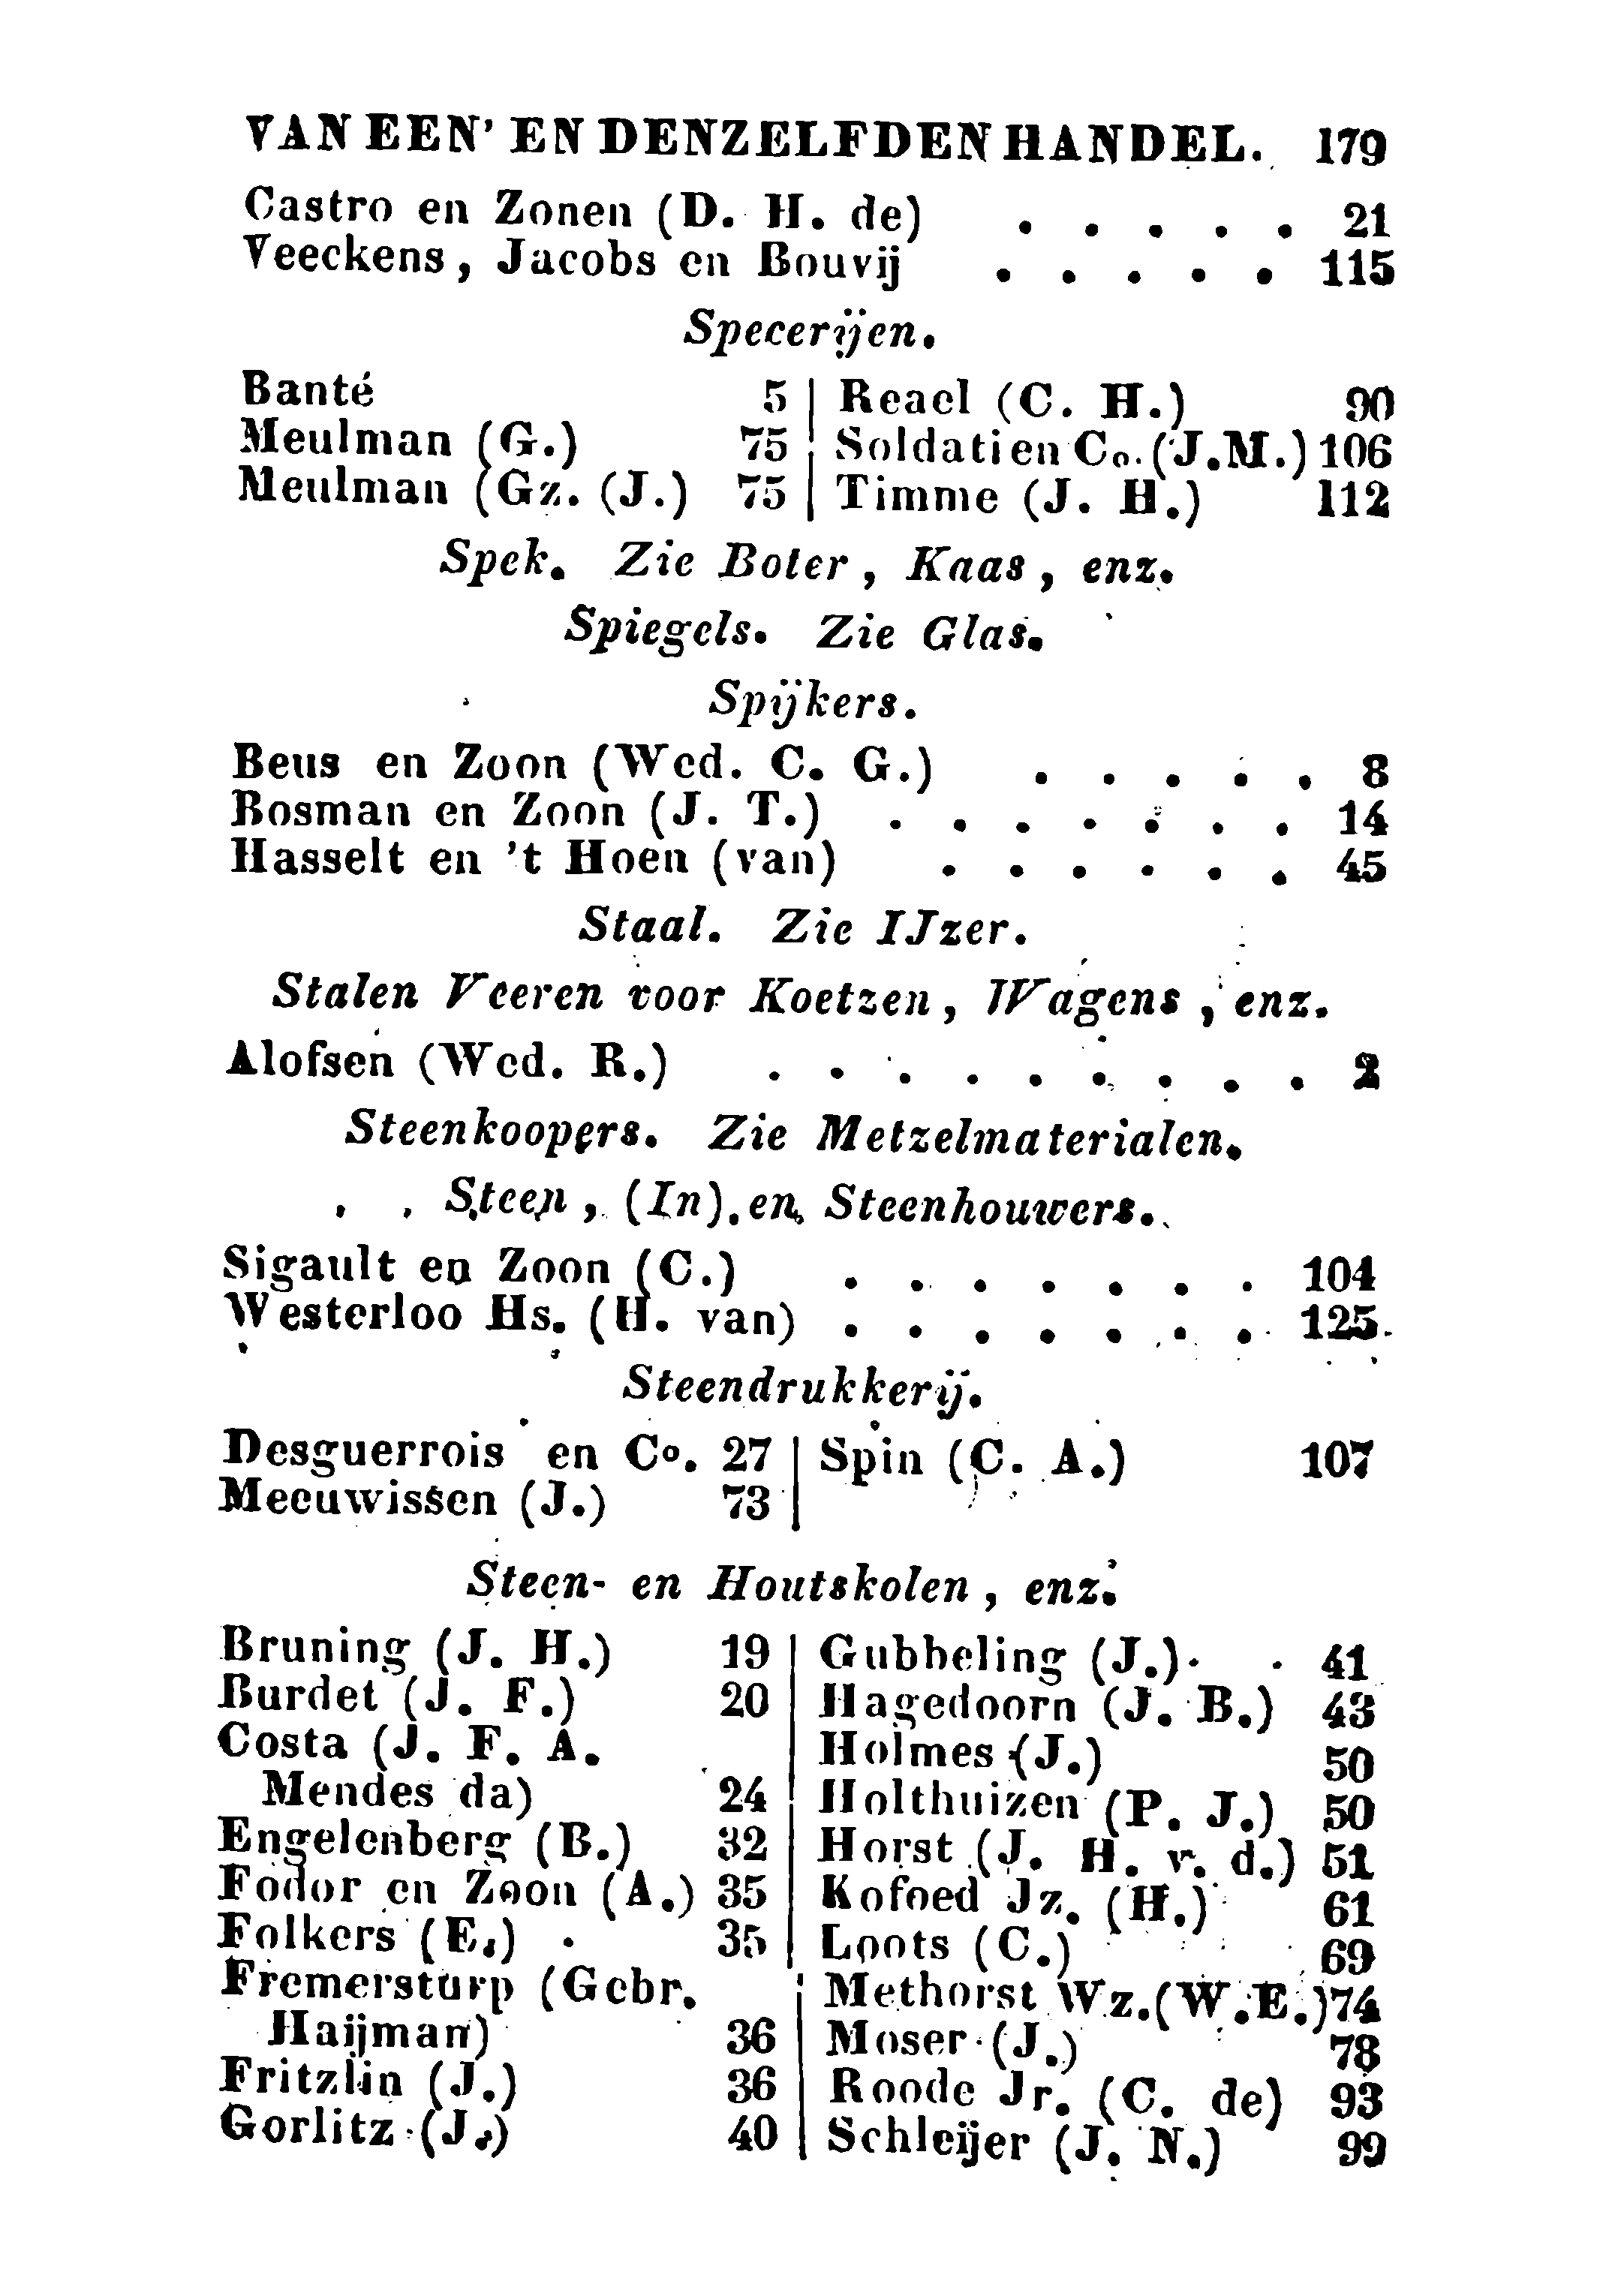 VAN EEN' EN DENZELFDEN HANDEL. 179
Castro en Zonen (D. H. de) . . . . . 21
Veeckens, Jacobs en Bouvij . . . . . 115
Specerijen.
Banté 5
Meulman (G.) 75
Meulman (Gz. (J.) 75
Reael (C. H.) 90
Soldati en Co. (J.M.) 106
Timme (J. H.) 112
Spek. Zie Boter, Kaas, enz.
Spiegels. Zie Glas.
Spijkers.
Beus en Zoon (Wed. C. G.) . . . . . 8
Bosman en Zoon (J. T.) . . . . . . . 14
Hasselt en 't Hoen (van) . . . . . . 45
Staal. Zie IJzer.
Stalen Veeren voor Koetzen, Wagens, enz.
Alofsen (Wed. R.) . . . . . . . . . 2
Steenkoopers. Zie Metzelmaterialen.
Steen, (In) en Steenhouwers.
Sigault en Zoon (C.) . . . . . . . 104
Westerloo Hs. (H. van) . . . . . . . 125
Steendrukkerij.
Desguerrois en Co. 27
Meeuwissen (J.) 73
Spin (C. A.) 107
Steen- en Houtskolen, enz.
Bruning (J. H.) 19
Burdet (J. F.) 20
Costa (J. F. A.
Mendes da) 24
Engelenberg (B.) 32
Fodor en Zoon (A.) 35
Folkers (E.) . 35
Fremersturp (Gebr.
Haijman) 36
Fritzlin (J.) 36
Gorlitz (J.) 40
Gubbeling (J.) . . 41
Hagedoorn (J. B.) 43
Holmes (J.) 50
Holthuizen (P. J.) 50
Horst (J. H. v. d.) 51
Kofoed Jz. (H.) 61
Loots (C.) 69
Methorst Wz. (W. E.) 74
Moser (J.) 78
Roode Jr. (C. de) 93
Schleijer (J. N.) 99